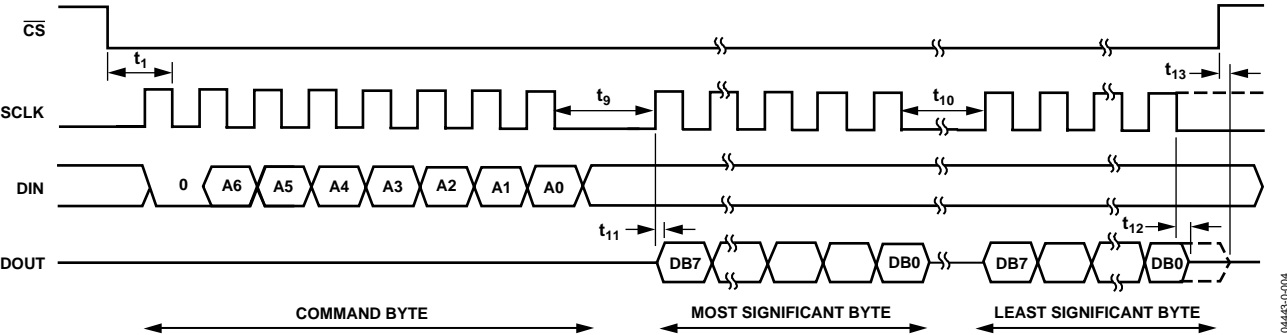 CS
t1
t13
SCLK
t9
t10
DIN
0 A6 A5 A4 A3 A2 A1 A0
t11
t12
DOUT
DB7 DB0 DB7 DB0
COMMAND BYTE MOST SIGNIFICANT BYTE LEAST SIGNIFICANT BYTE
04443-0-004